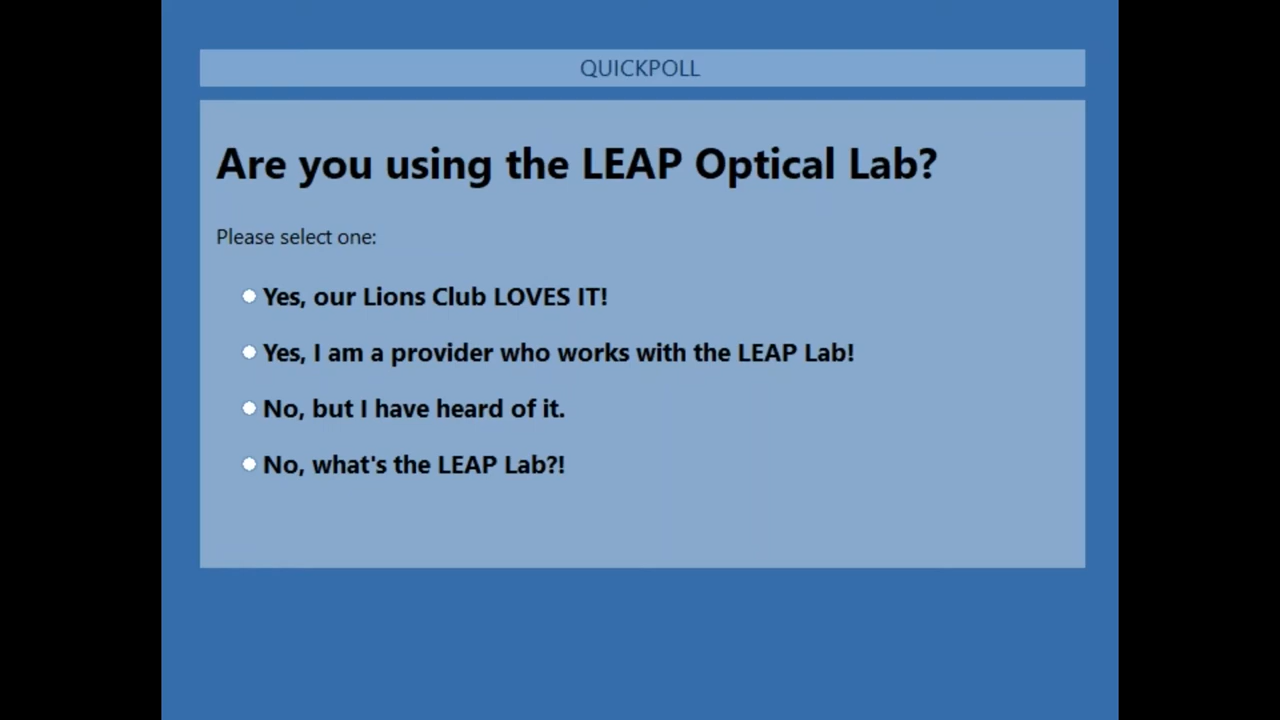 QUICKPOLL
Are you using the LEAP Optical Lab?
Please select one:
Yes, our Lions Club LOVES IT!
Yes, I am a provider who works with the LEAP Lab!
No, but I have heard of it.
No, what's the LEAP Lab?!